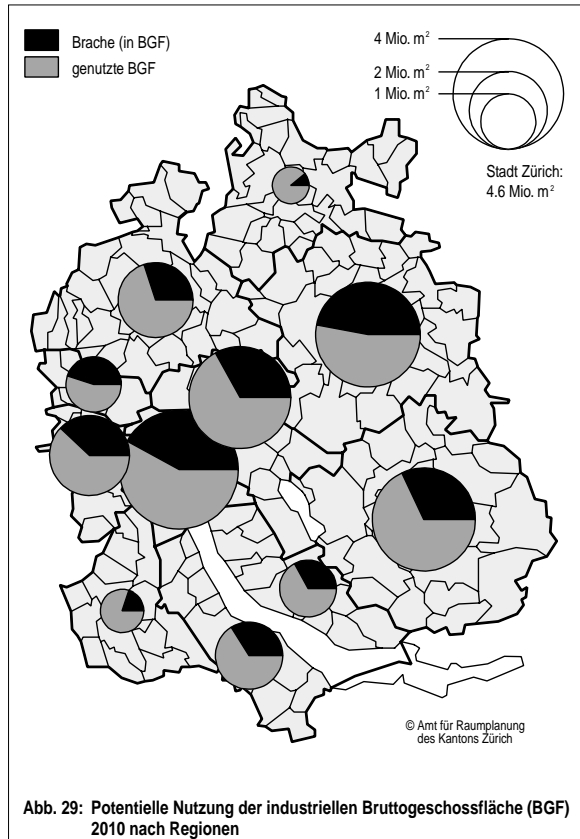 Brache (in BGF)
genutzte BGF
4 Mio. m²
2 Mio. m²
1 Mio. m²
Stadt Zürich:
4.6 Mio. m²
© Amt für Raumplanung
des Kantons Zürich
Abb. 29: Potentielle Nutzung der industriellen Bruttogeschossfläche (BGF)
2010 nach Regionen